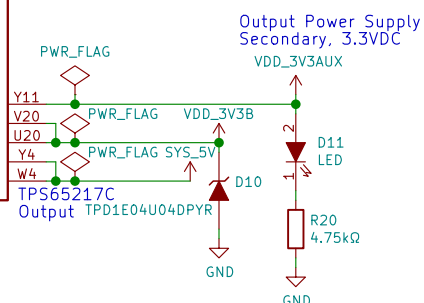 Output Power Supply
Secondary, 3.3VDC
PWR_FLAG
VDD_3V3AUX
Y11
V20
PWR_FLAG
VDD_3V3B
2
U20
D11
LED
Y4
PWR_FLAG
SYS_5V
1
W4
D10
TPS65217C
Output
TPD1E04U04DPYR
R20
4.75kΩ
GND
GND